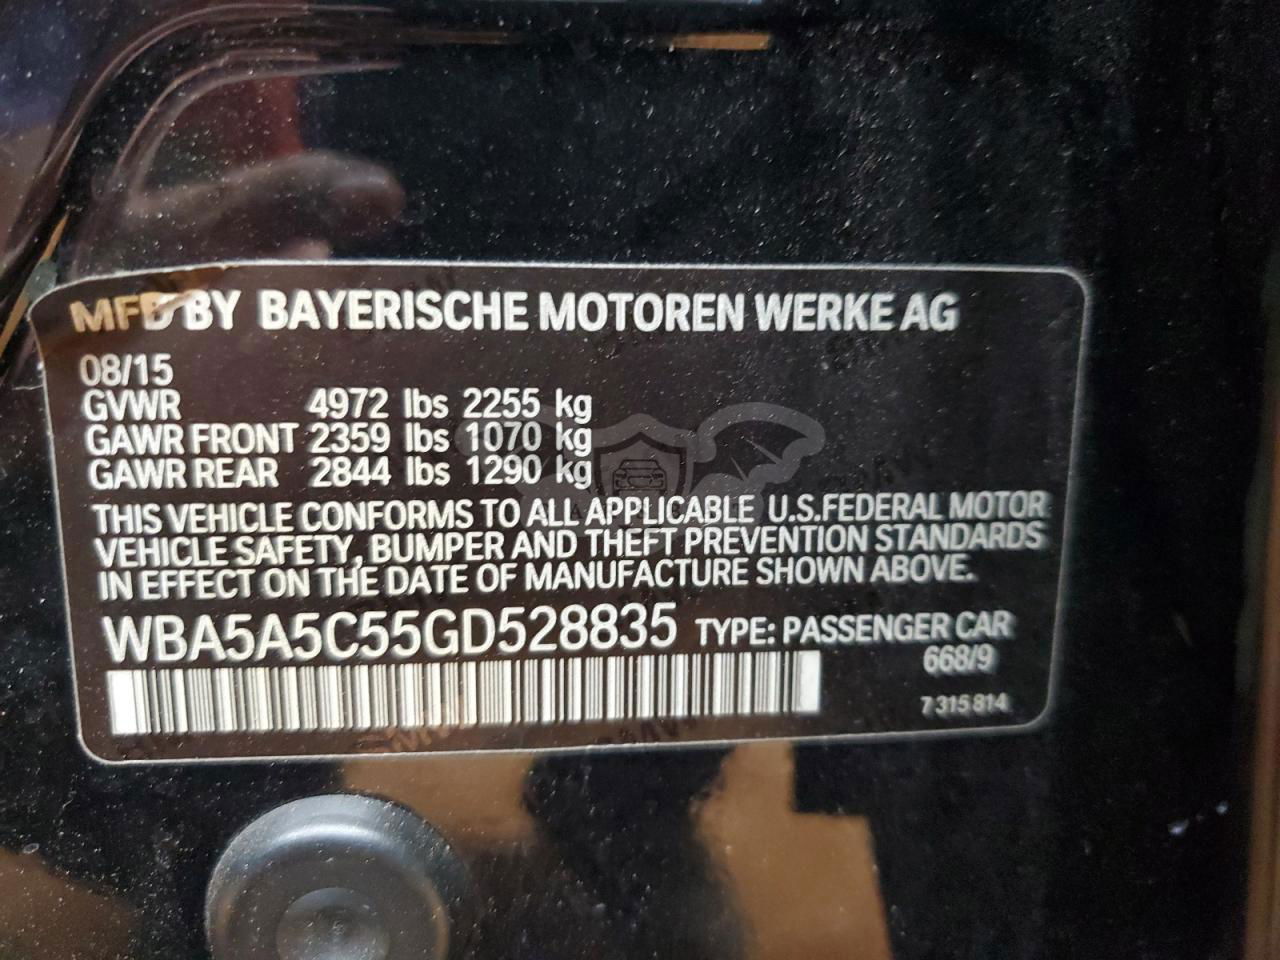 MFD BY BAYERISCHE MOTOREN WERKE AG
08/15
GVWR 4972 lbs 2255 kg
GAWR FRONT 2359 lbs 1070 kg
GAWR REAR 2844 lbs 1290 kg
THIS VEHICLE CONFORMS TO ALL APPLICABLE U.S.FEDERAL MOTOR
VEHICLE SAFETY, BUMPER AND THEFT PREVENTION STANDARDS
IN EFFECT ON THE DATE OF MANUFACTURE SHOWN ABOVE.
WBA5A5C55GD528835 TYPE: PASSENGER CAR
668/9
7 315 814